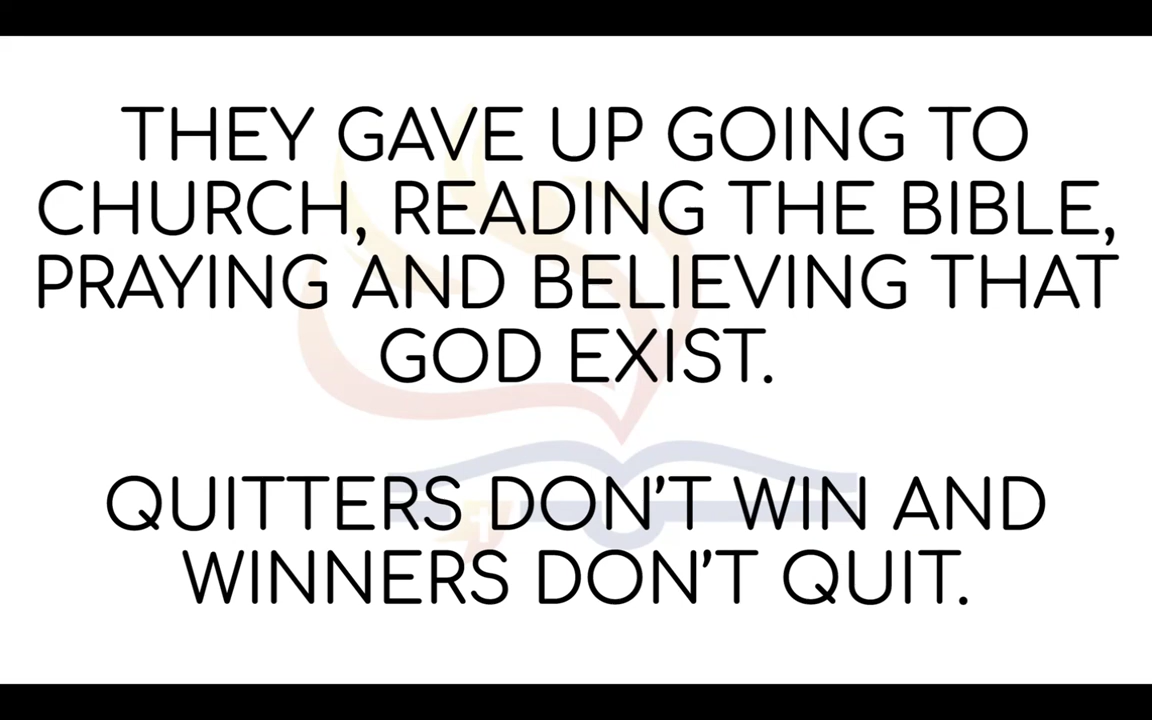 THEY GAVE UP GOING TO
CHURCH, READING THE BIBLE,
PRAYING AND BELIEVING THAT
GOD EXIST.
QUITTERS DON'T WIN AND
WINNERS DON'T QUIT.